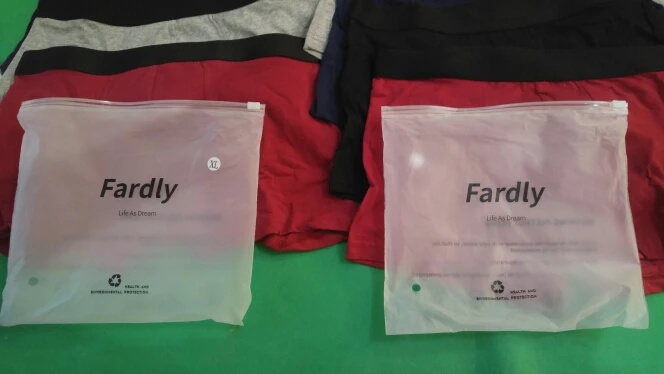 Fardly
Life As Dream
XL
HEALTH AND
ENVIRONMENTAL PROTECTION
Fardly
Life As Dream
HEALTH AND
ENVIRONMENTAL PROTECTION